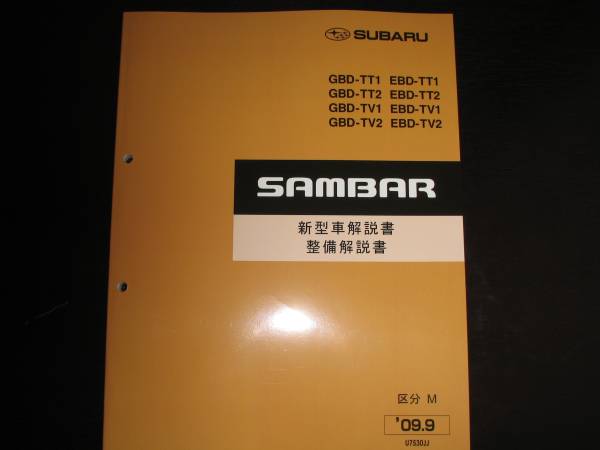 SUBARU
GBD-TT1 EBD-TT1
GBD-TT2 EBD-TT2
GBD-TV1 EBD-TV1
GBD-TV2 EBD-TV2
SAMBAR
新型車解説書
整備解説書
区分 M
'09.9
U7530JJ